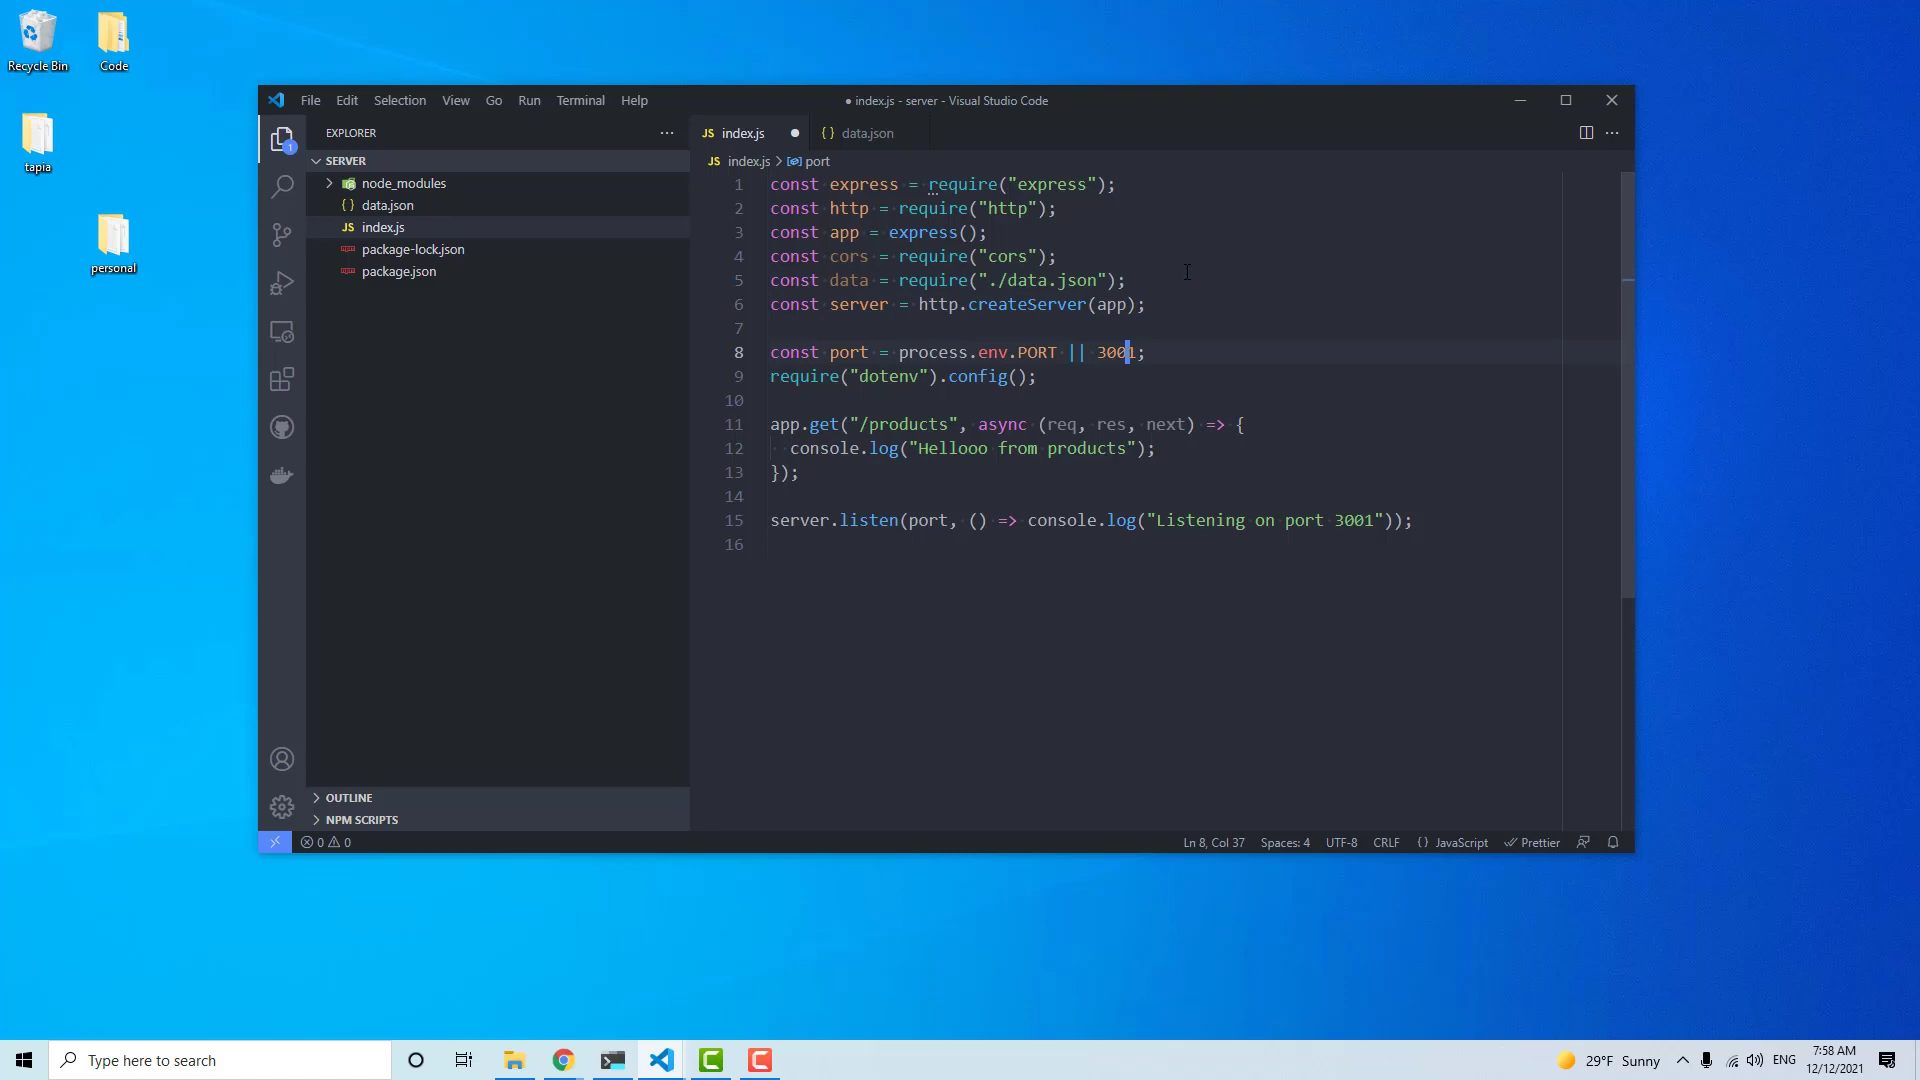 Recycle Bin
Code
tapia
personal
File Edit Selection View Go Run Terminal Help
● index.js - server - Visual Studio Code
EXPLORER
SERVER
node_modules
{} data.json
JS index.js
package-lock.json
package.json
OUTLINE
NPM SCRIPTS
1
JS index.js ●
{} data.json
JS index.js > port
1 const express = require("express");
2 const http = require("http");
3 const app = express();
4 const cors = require("cors");
5 const data = require("./data.json");
6 const server = http.createServer(app);
7
8 const port = process.env.PORT || 3001;
9 require("dotenv").config();
10
11 app.get("/products", async (req, res, next) => {
12 console.log("Hellooo from products");
13 });
14
15 server.listen(port, () => console.log("Listening on port 3001"));
16
0 0
Ln 8, Col 37 Spaces: 4 UTF-8 CRLF {} JavaScript Prettier
Type here to search
29°F Sunny
ENG
7:58 AM
12/12/2021